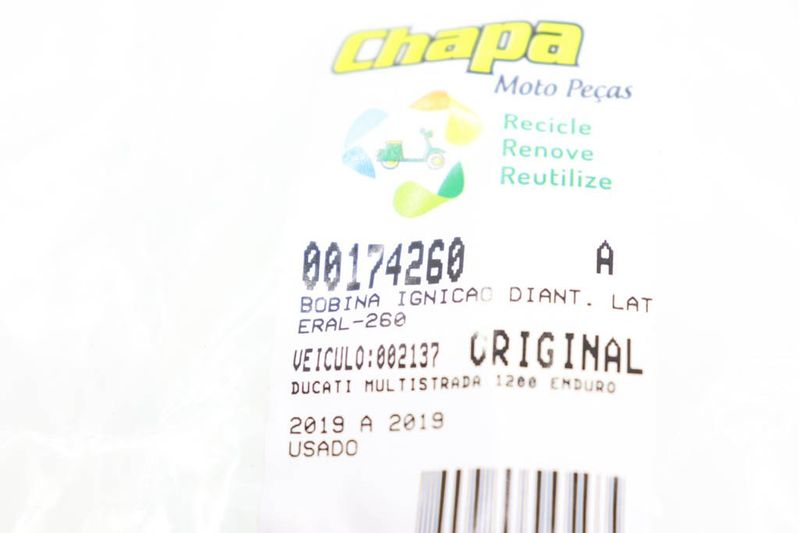 Chapa
Moto Peças
Recicle
Renove
Reutilize
00174260 A
BOBINA IGNICAO DIANT. LAT
ERAL-260
VEICULO:002137 ORIGINAL
DUCATI MULTISTRADA 1200 ENDURO
2019 A 2019
USADO